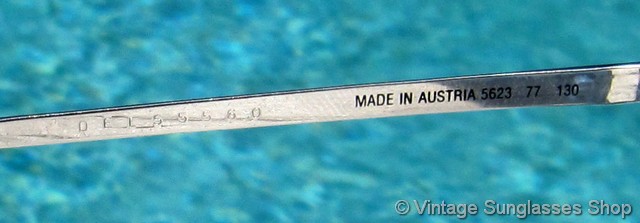 MADE IN AUSTRIA 5623 77 130
©Vintage Sunglasses Shop